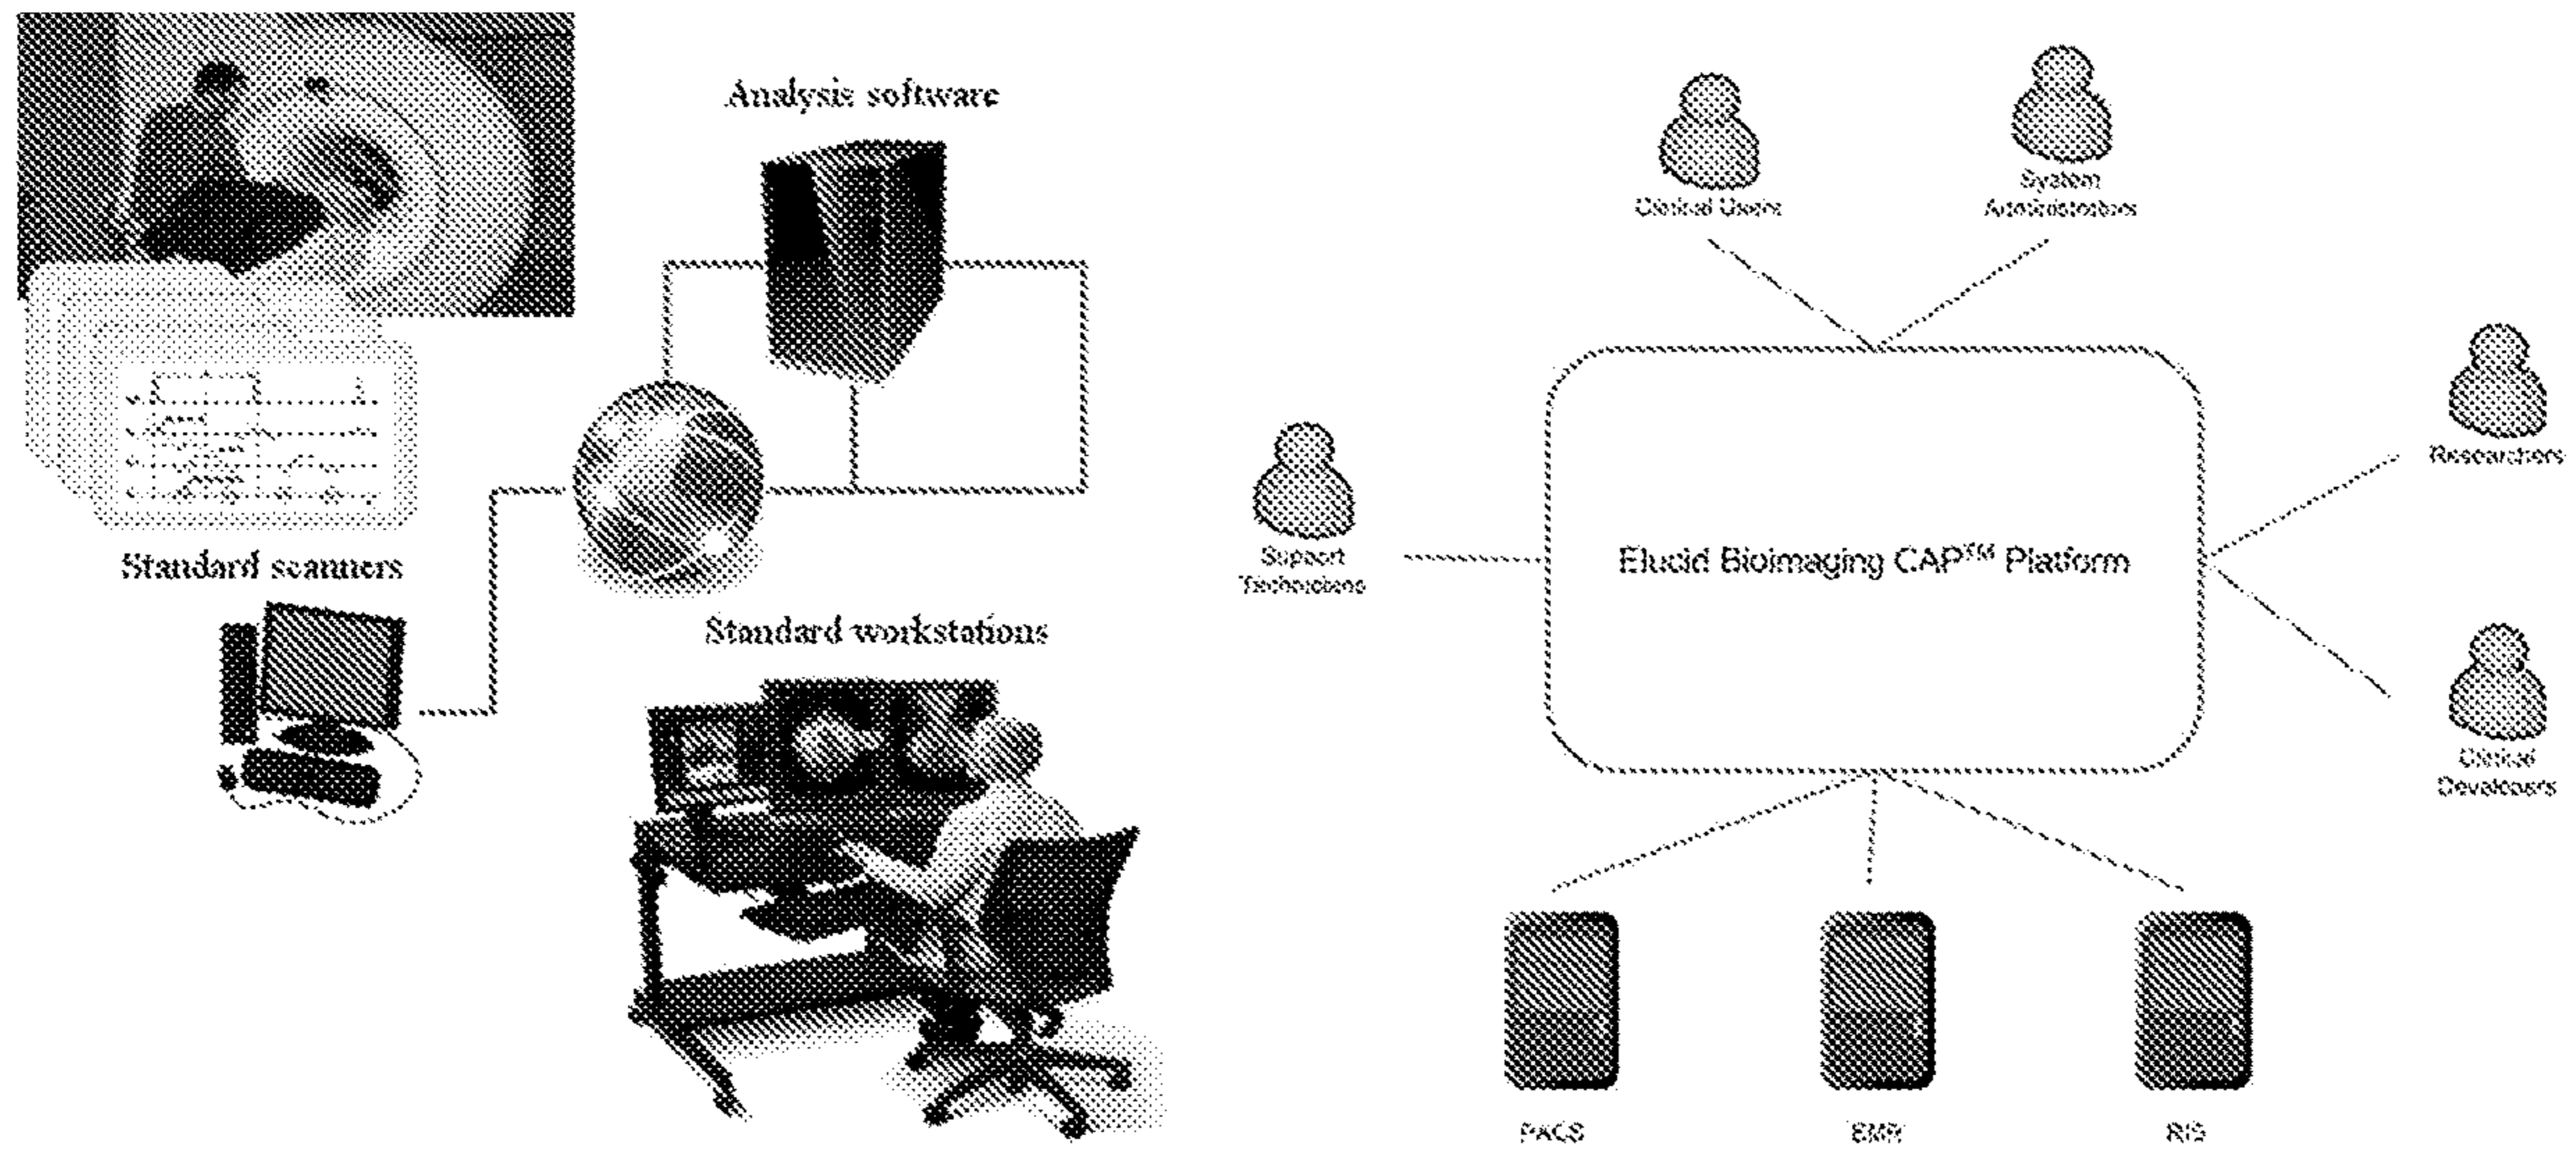 Analysis software
Standard scanners
Standard workstations
Clinical Users
System
Administrators
Researchers
Support
Technicians
Elucid Bioimaging CAP™ Platform
Clinical
Developers
PACS
EMR
RIS